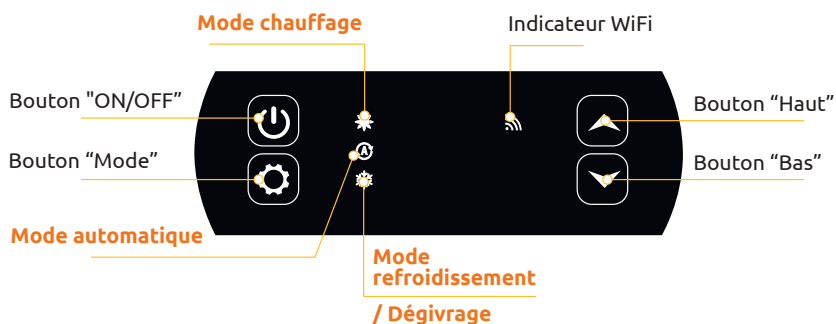 Mode chauffage
Indicateur WiFi
Bouton "ON/OFF”
Bouton “Haut”
Bouton “Mode”
A
Bouton “Bas”
Mode automatique
Mode
refroidissement
/ Dégivrage